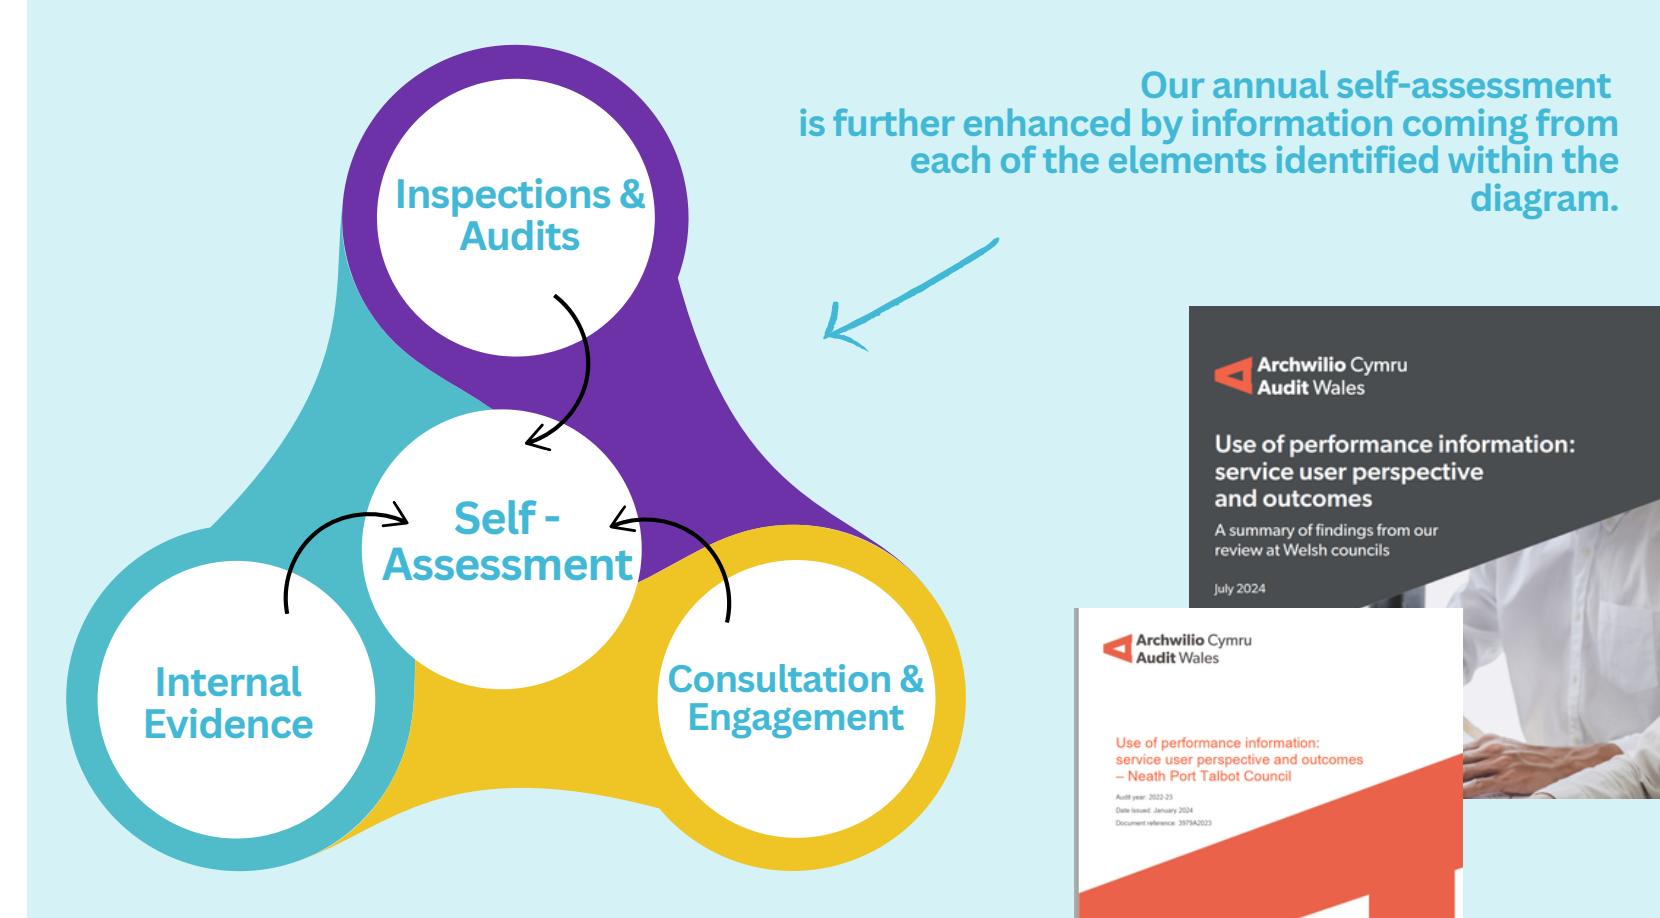 Our annual self-assessment
is further enhanced by information coming from
each of the elements identified within the
diagram.
Inspections &
Audits
Self -
Assessment
Internal
Evidence
Consultation &
Engagement
Archwilio Cymru
Audit Wales
Use of performance information:
service user perspective
and outcomes
A summary of findings from our
review at Welsh councils
July 2024
Archwilio Cymru
Audit Wales
Use of performance information:
service user perspective and outcomes
– Neath Port Talbot Council
Audit year: 2022-23
Date issued: January 2024
Document reference: 3979A2023